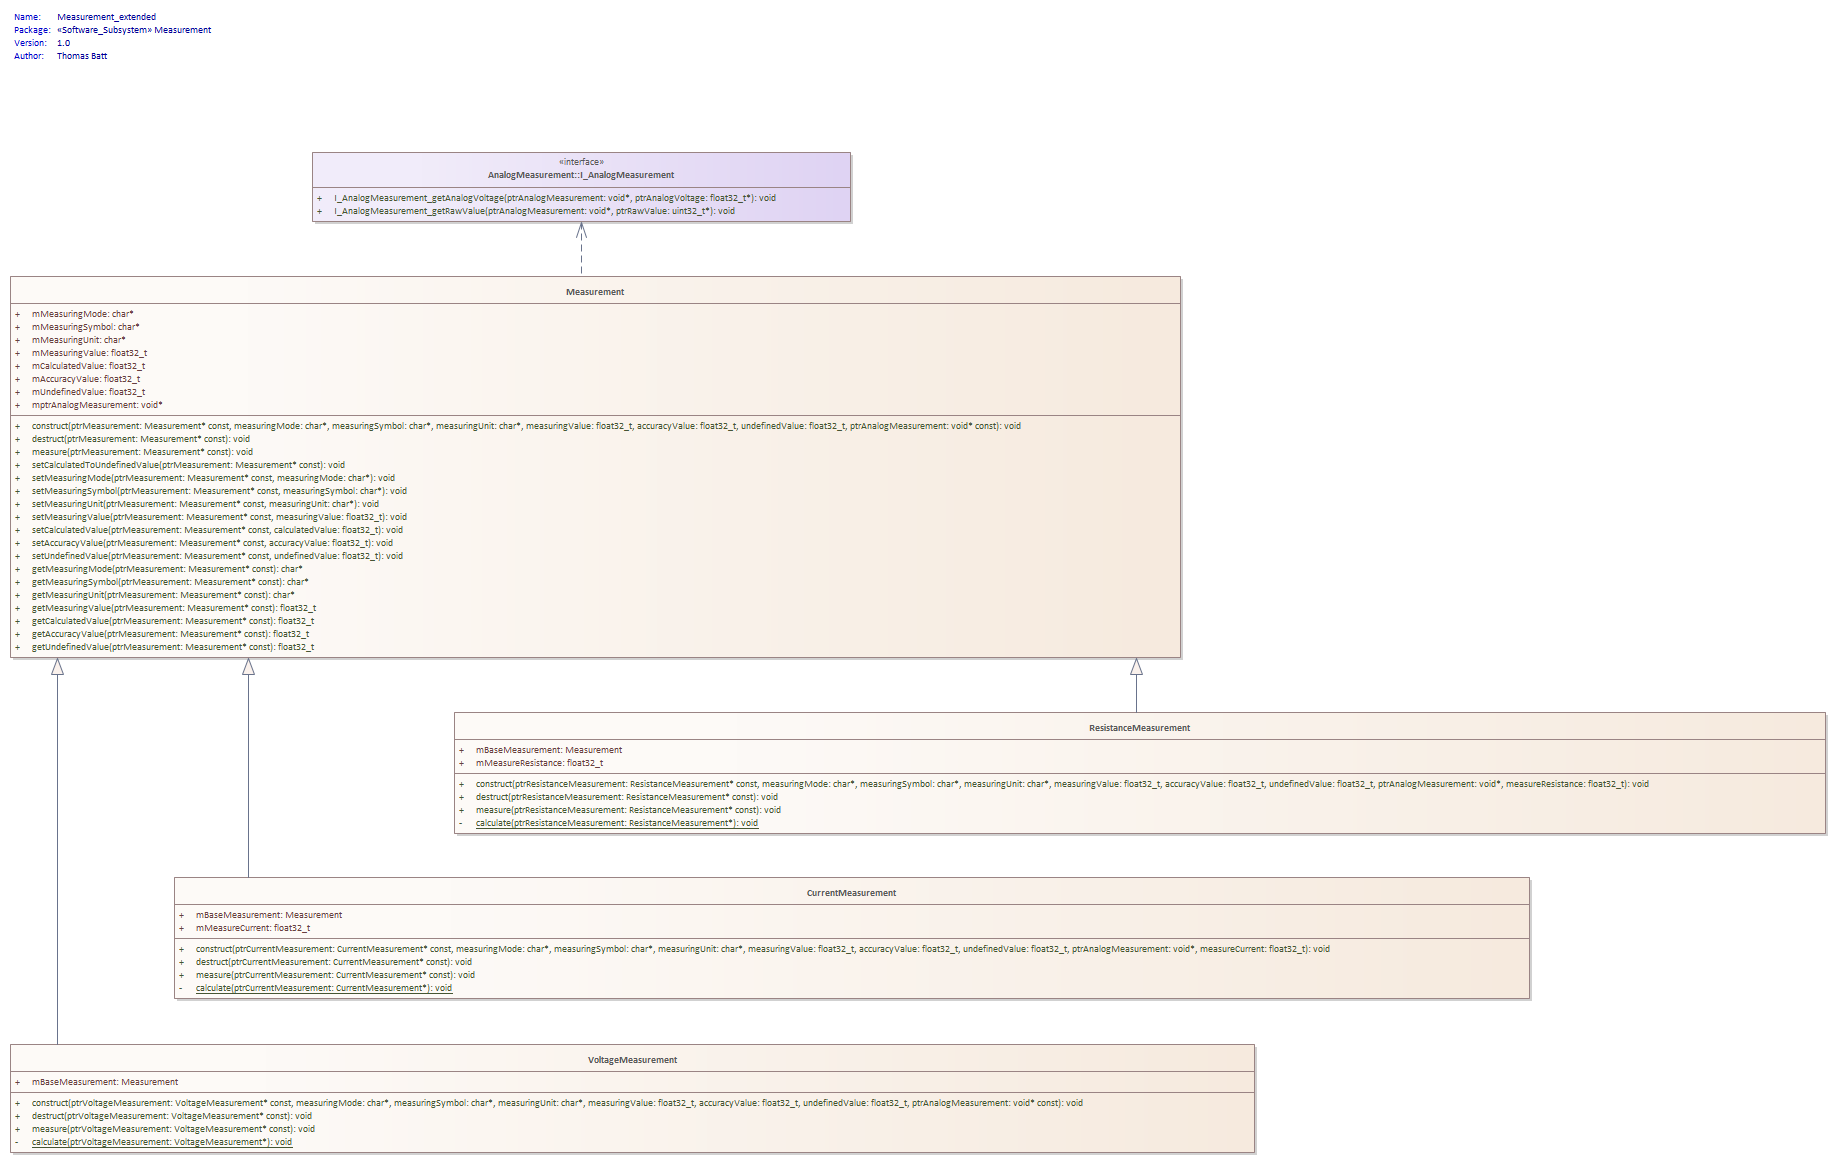 Name: Measurement_extended
Package: «Software_Subsystem» Measurement
Version: 1.0
Author: Thomas Batt
«interface»
AnalogMeasurement::I_AnalogMeasurement
+ I_AnalogMeasurement_getAnalogVoltage(ptrAnalogMeasurement: void*, ptrAnalogVoltage: float32_t*): void
+ I_AnalogMeasurement_getRawValue(ptrAnalogMeasurement: void*, ptrRawValue: uint32_t*): void
Measurement
+ mMeasuringMode: char*
+ mMeasuringSymbol: char*
+ mMeasuringUnit: char*
+ mMeasuringValue: float32_t
+ mCalculatedValue: float32_t
+ mAccuracyValue: float32_t
+ mUndefinedValue: float32_t
+ mptrAnalogMeasurement: void*
+ construct(ptrMeasurement: Measurement* const, measuringMode: char*, measuringSymbol: char*, measuringUnit: char*, measuringValue: float32_t, accuracyValue: float32_t, undefinedValue: float32_t, ptrAnalogMeasurement: void* const): void
+ destruct(ptrMeasurement: Measurement* const): void
+ measure(ptrMeasurement: Measurement* const): void
+ setCalculatedToUndefinedValue(ptrMeasurement: Measurement* const): void
+ setMeasuringMode(ptrMeasurement: Measurement* const, measuringMode: char*): void
+ setMeasuringSymbol(ptrMeasurement: Measurement* const, measuringSymbol: char*): void
+ setMeasuringUnit(ptrMeasurement: Measurement* const, measuringUnit: char*): void
+ setMeasuringValue(ptrMeasurement: Measurement* const, measuringValue: float32_t): void
+ setCalculatedValue(ptrMeasurement: Measurement* const, calculatedValue: float32_t): void
+ setAccuracyValue(ptrMeasurement: Measurement* const, accuracyValue: float32_t): void
+ setUndefinedValue(ptrMeasurement: Measurement* const, undefinedValue: float32_t): void
+ getMeasuringMode(ptrMeasurement: Measurement* const): char*
+ getMeasuringSymbol(ptrMeasurement: Measurement* const): char*
+ getMeasuringUnit(ptrMeasurement: Measurement* const): char*
+ getMeasuringValue(ptrMeasurement: Measurement* const): float32_t
+ getCalculatedValue(ptrMeasurement: Measurement* const): float32_t
+ getAccuracyValue(ptrMeasurement: Measurement* const): float32_t
+ getUndefinedValue(ptrMeasurement: Measurement* const): float32_t
ResistanceMeasurement
+ mBaseMeasurement: Measurement
+ mMeasureResistance: float32_t
+ construct(ptrResistanceMeasurement: ResistanceMeasurement* const, measuringMode: char*, measuringSymbol: char*, measuringUnit: char*, measuringValue: float32_t, accuracyValue: float32_t, undefinedValue: float32_t, ptrAnalogMeasurement: void*, measureResistance: float32_t): void
+ destruct(ptrResistanceMeasurement: ResistanceMeasurement* const): void
+ measure(ptrResistanceMeasurement: ResistanceMeasurement* const): void
- calculate(ptrResistanceMeasurement: ResistanceMeasurement*): void
CurrentMeasurement
+ mBaseMeasurement: Measurement
+ mMeasureCurrent: float32_t
+ construct(ptrCurrentMeasurement: CurrentMeasurement* const, measuringMode: char*, measuringSymbol: char*, measuringUnit: char*, measuringValue: float32_t, accuracyValue: float32_t, undefinedValue: float32_t, ptrAnalogMeasurement: void*, measureCurrent: float32_t): void
+ destruct(ptrCurrentMeasurement: CurrentMeasurement* const): void
+ measure(ptrCurrentMeasurement: CurrentMeasurement* const): void
- calculate(ptrCurrentMeasurement: CurrentMeasurement*): void
VoltageMeasurement
+ mBaseMeasurement: Measurement
+ construct(ptrVoltageMeasurement: VoltageMeasurement* const, measuringMode: char*, measuringSymbol: char*, measuringUnit: char*, measuringValue: float32_t, accuracyValue: float32_t, undefinedValue: float32_t, ptrAnalogMeasurement: void* const): void
+ destruct(ptrVoltageMeasurement: VoltageMeasurement* const): void
+ measure(ptrVoltageMeasurement: VoltageMeasurement* const): void
- calculate(ptrVoltageMeasurement: VoltageMeasurement*): void